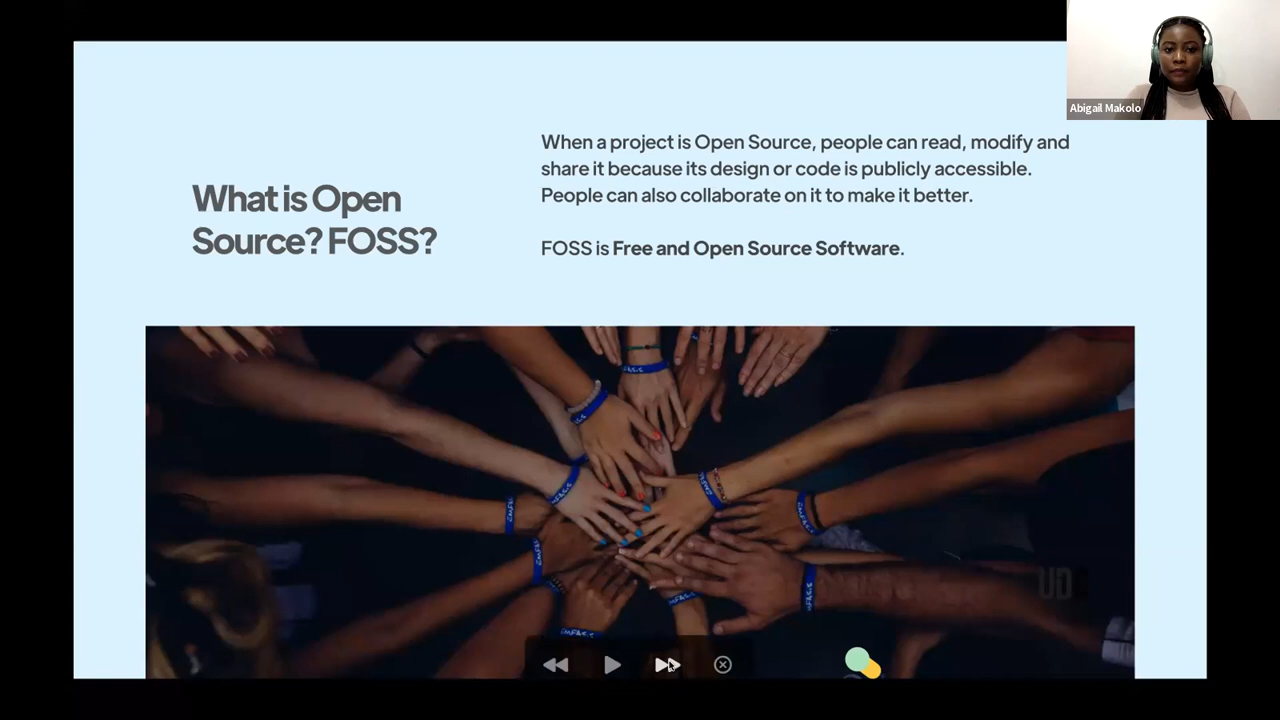 Abigail Makolo
What is Open
Source? FOSS?
When a project is Open Source, people can read, modify and
share it because its design or code is publicly accessible.
People can also collaborate on it to make it better.
FOSS is Free and Open Source Software.
UD